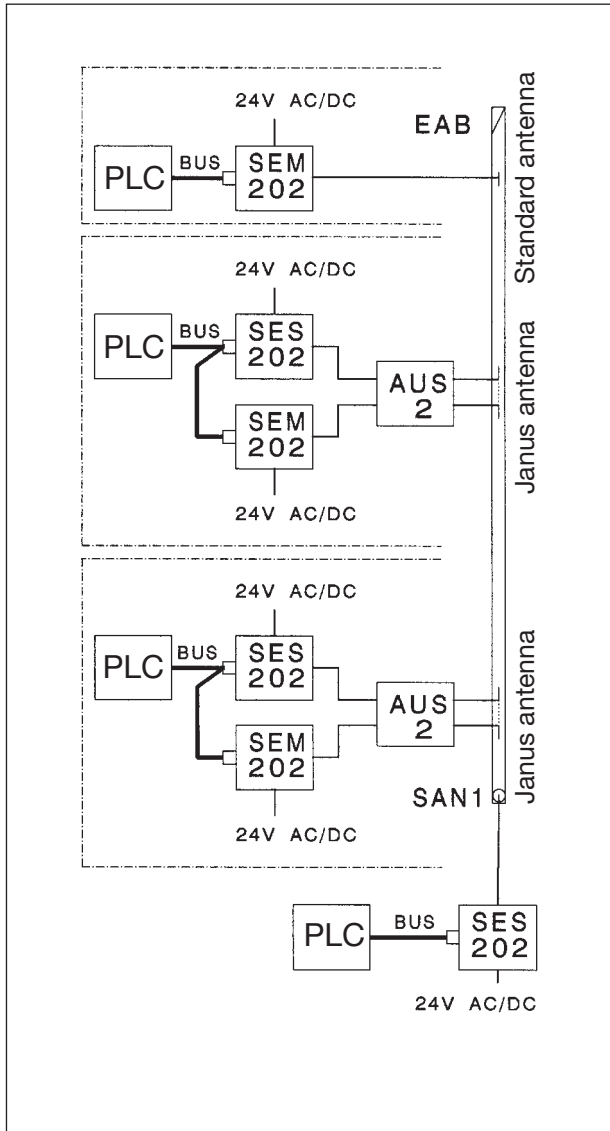 24V AC/DC
EAB
PLC
BUS
SEM
202
Standard antenna
24V AC/DC
PLC
BUS
SES
202
AUS
2
SEM
202
24V AC/DC
Janus antenna
24V AC/DC
PLC
BUS
SES
202
AUS
2
SEM
202
24V AC/DC
Janus antenna
SAN1
PLC
BUS
SES
202
24V AC/DC